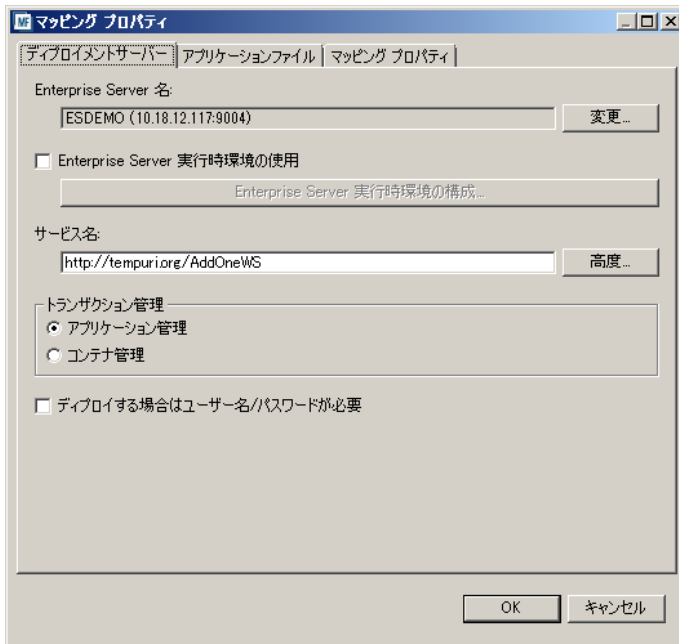 MF マッピング プロパティ
ディプロイメントサーバー アプリケーションファイル マッピング プロパティ
Enterprise Server 名:
ESDEMO (10.18.12.117:9004) 変更...
Enterprise Server 実行時環境の使用
Enterprise Server 実行時環境の構成...
サービス名:
http://tempuri.org/AddOneWS 高度...
トランザクション管理
アプリケーション管理
コンテナ管理
ディプロイする場合はユーザー名/パスワードが必要
OK キャンセル